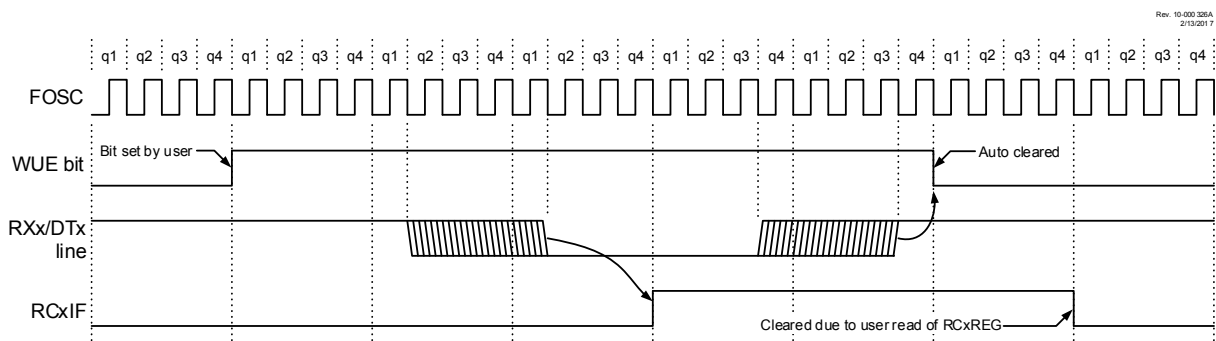 Rev. 10-000 326A
2/13/201 7
q1 q2 q3 q4 q1 q2 q3 q4 q1 q2 q3 q4 q1 q2 q3 q4 q1 q2 q3 q4 q1 q2 q3 q4 q1 q2 q3 q4 q1 q2 q3 q4
FOSC
WUE bit
Bit set by user
Auto cleared
RXx/DTx
line
RCxIF
Cleared due to user read of RCxREG